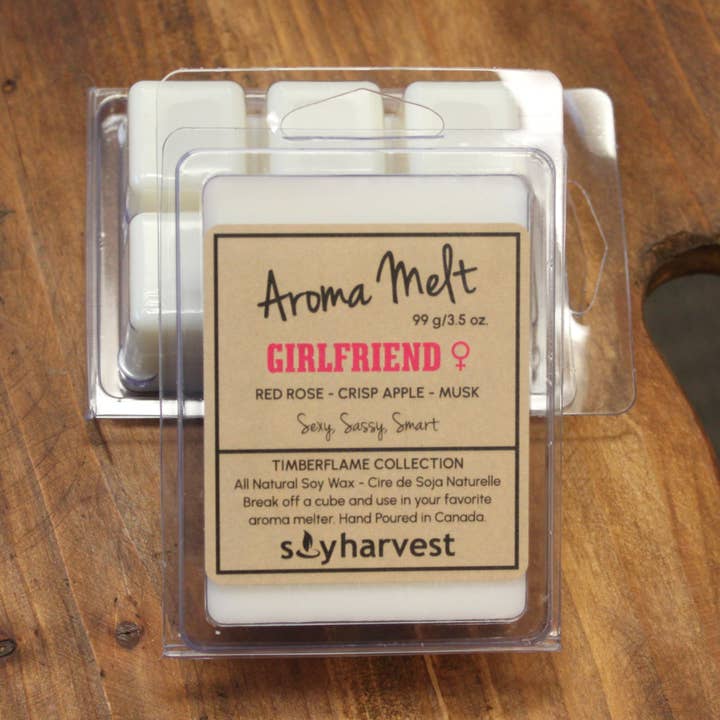 Aroma Melt
99 g/3.5 oz.
GIRLFRIEND ♀
RED ROSE - CRISP APPLE - MUSK
Sexy, Sassy, Smart
TIMBERFLAME COLLECTION
All Natural Soy Wax - Cire de Soja Naturelle
Break off a cube and use in your favorite
aroma melter. Hand Poured in Canada.
soyharvest